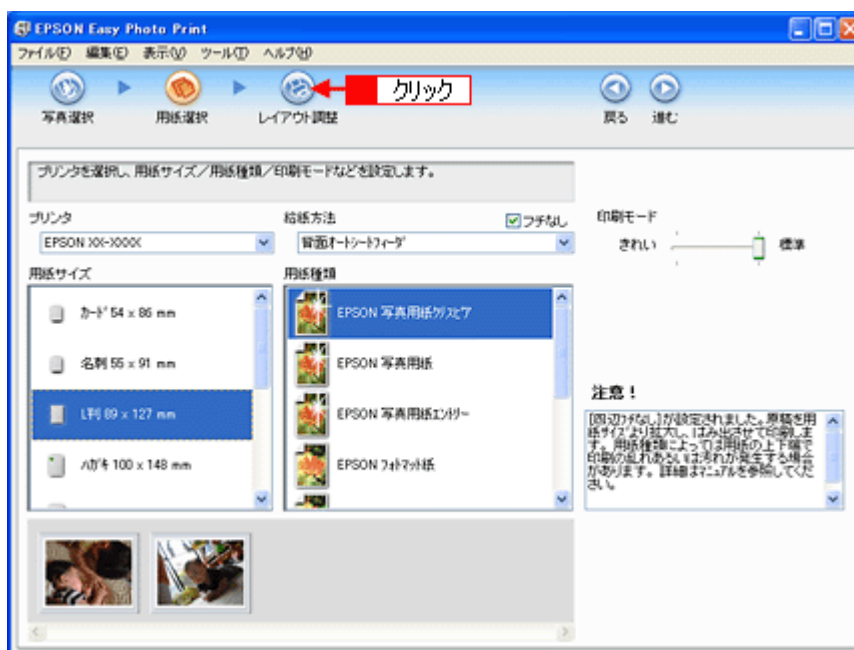 EPSON Easy Photo Print
ファイル(F) 編集(E) 表示(V) ツール(T) ヘルプ(H)
クリック
写真選択 用紙選択 レイアウト調整 戻る 進む
プリンタを選択し、用紙サイズ／用紙種類／印刷モードなどを設定します。
プリンタ 給紙方法 フチなし 印刷モード
EPSON XX-XXXX 背面オートシートフィーダ きれい 標準
用紙サイズ 用紙種類
カード 54 x 86 mm
名刺 55 x 91 mm
L判 89 x 127 mm
ハガキ 100 x 148 mm
EPSON 写真用紙クリスピア
EPSON 写真用紙
EPSON 写真用紙エントリー
EPSON フォトマット紙
注意！
[四辺フチなし]が設定されました。原稿を用
紙サイズより拡大し、はみ出させて印刷しま
す。用紙種類によっては用紙の上下端で
印刷の乱れあるいは汚れが発生する場合
があります。詳細はマニュアルを参照してくだ
さい。